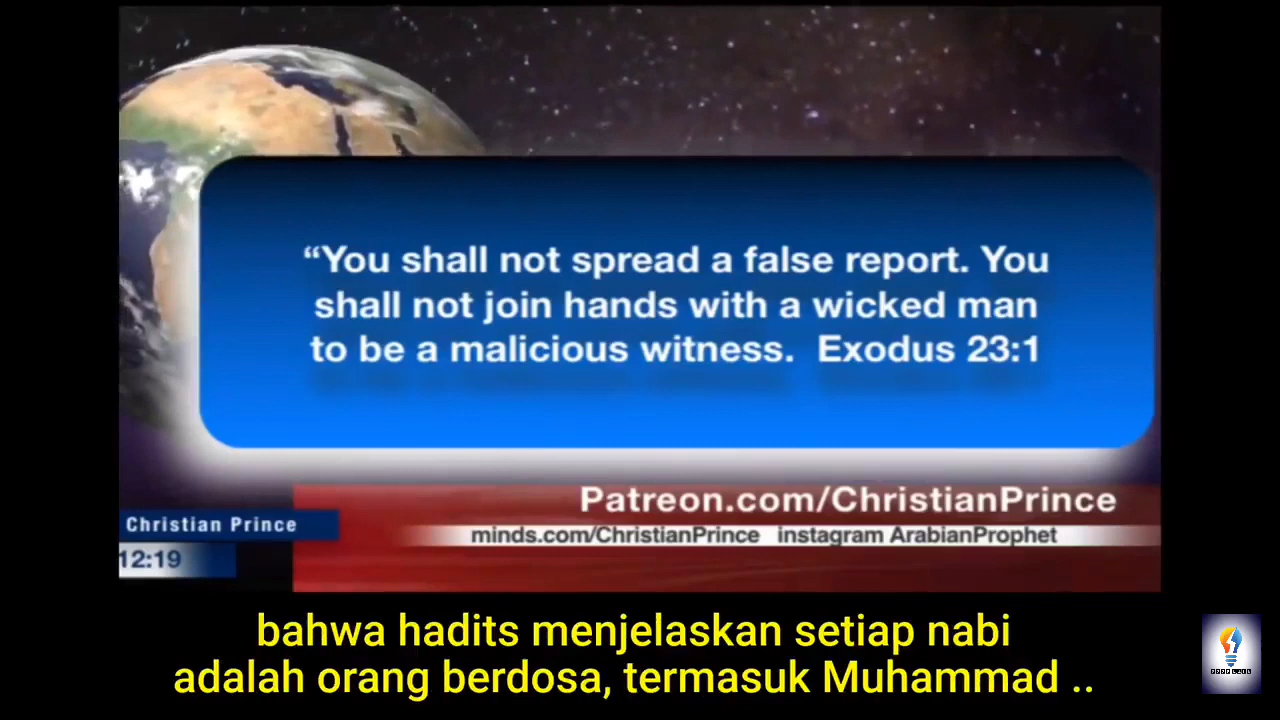 “You shall not spread a false report. You
shall not join hands with a wicked man
to be a malicious witness.  Exodus 23:1
Patreon.com/ChristianPrince
Christian Prince
minds.com/ChristianPrince   instagram ArabianProphet
12:19
bahwa hadits menjelaskan setiap nabi
adalah orang berdosa, termasuk Muhammad ..